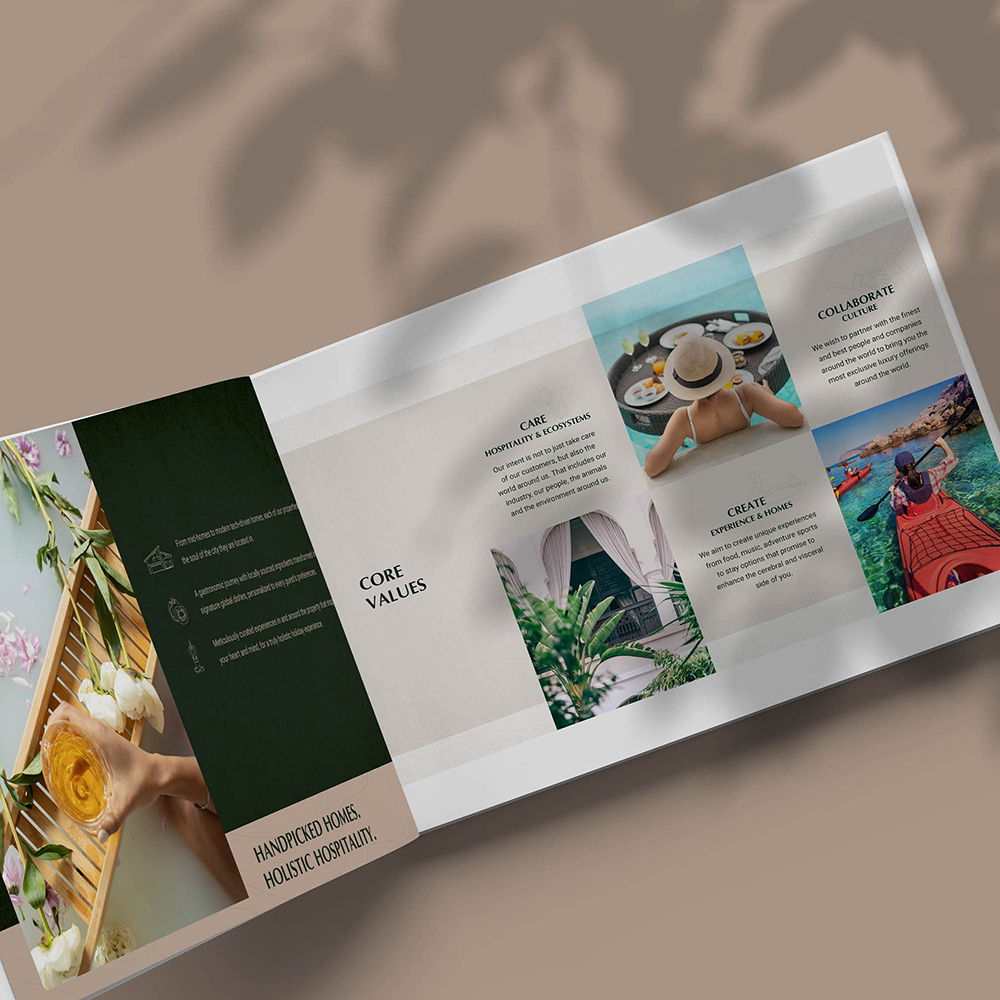 From mid-homes to modern tech-driven homes, each of our properties
the soul of the city they are located in.
A gastronomic journey with locally sourced ingredients transformed
signature global dishes, personalized to every guest's preferences.
Meticulously curated experiences in and around the property that
your heart and mind, for a truly holistic holiday experience.
HANDPICKED HOMES.
HOLISTIC HOSPITALITY.
CORE
VALUES
CARE
HOSPITALITY & ECOSYSTEMS
Our intent is not to just take care
of our customers, but also the
world around us. That includes our
industry, our people, the animals
and the environment around us.
CREATE
EXPERIENCE & HOMES
We aim to create unique experiences
from food, music, adventure sports
to stay options that promise to
enhance the cerebral and visceral
side of you.
COLLABORATE
CULTURE
We wish to partner with the finest
and best people and companies
around the world to bring you the
most exclusive luxury offerings
around the world.